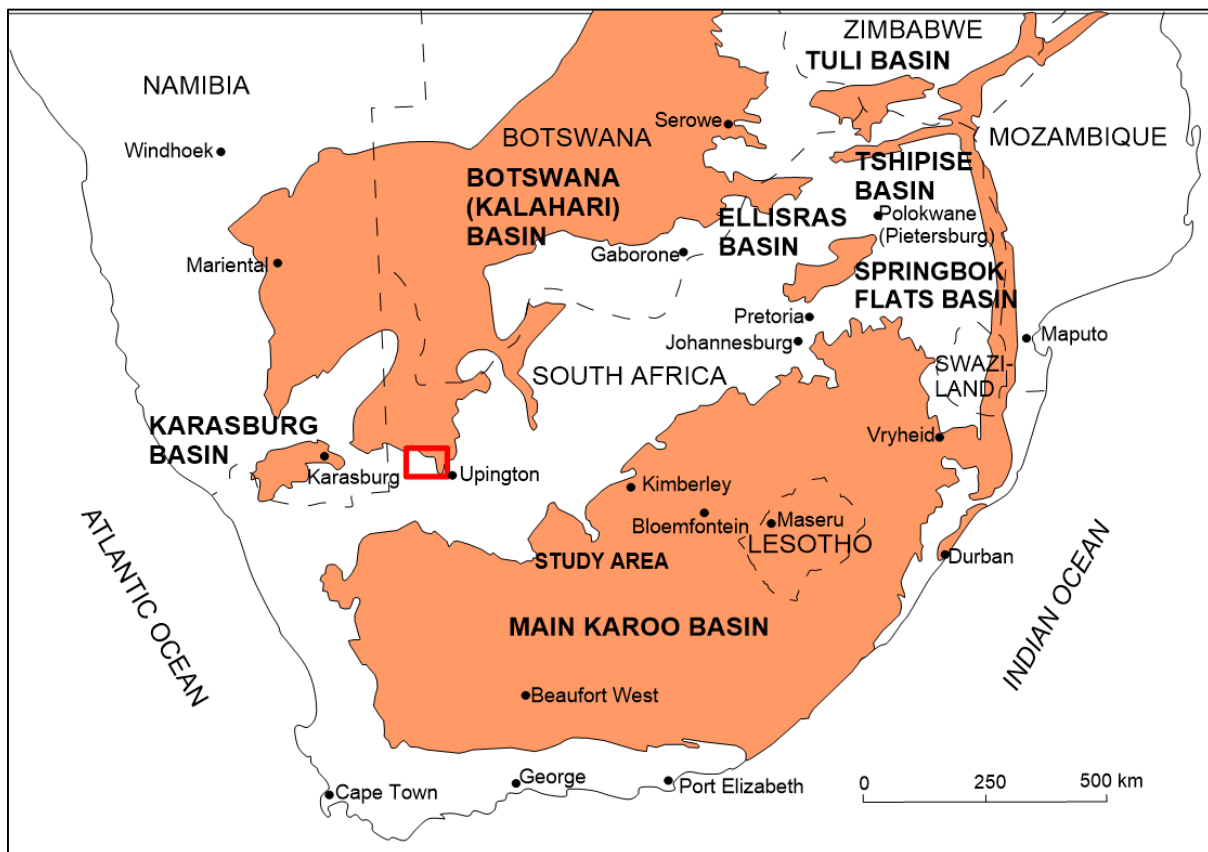 ZIMBABWE
TULI BASIN
NAMIBIA
Serowe
BOTSWANA
MOZAMBIQUE
Windhoek
TSHIPISE
BASIN
BOTSWANA
(KALAHARI)
BASIN
Polokwane
(Pietersburg)
ELLISRAS
BASIN
Gaborone
Mariental
SPRINGBOK
FLATS BASIN
Pretoria
Johannesburg
Maputo
SWAZI-
LAND
SOUTH AFRICA
KARASBURG
BASIN
Vryheid
Karasburg
Upington
Kimberley
Bloemfontein
Maseru
LESOTHO
STUDY AREA
Durban
ATLANTIC OCEAN
INDIAN OCEAN
MAIN KAROO BASIN
Beaufort West
George
Port Elizabeth
Cape Town
0 250 500 km